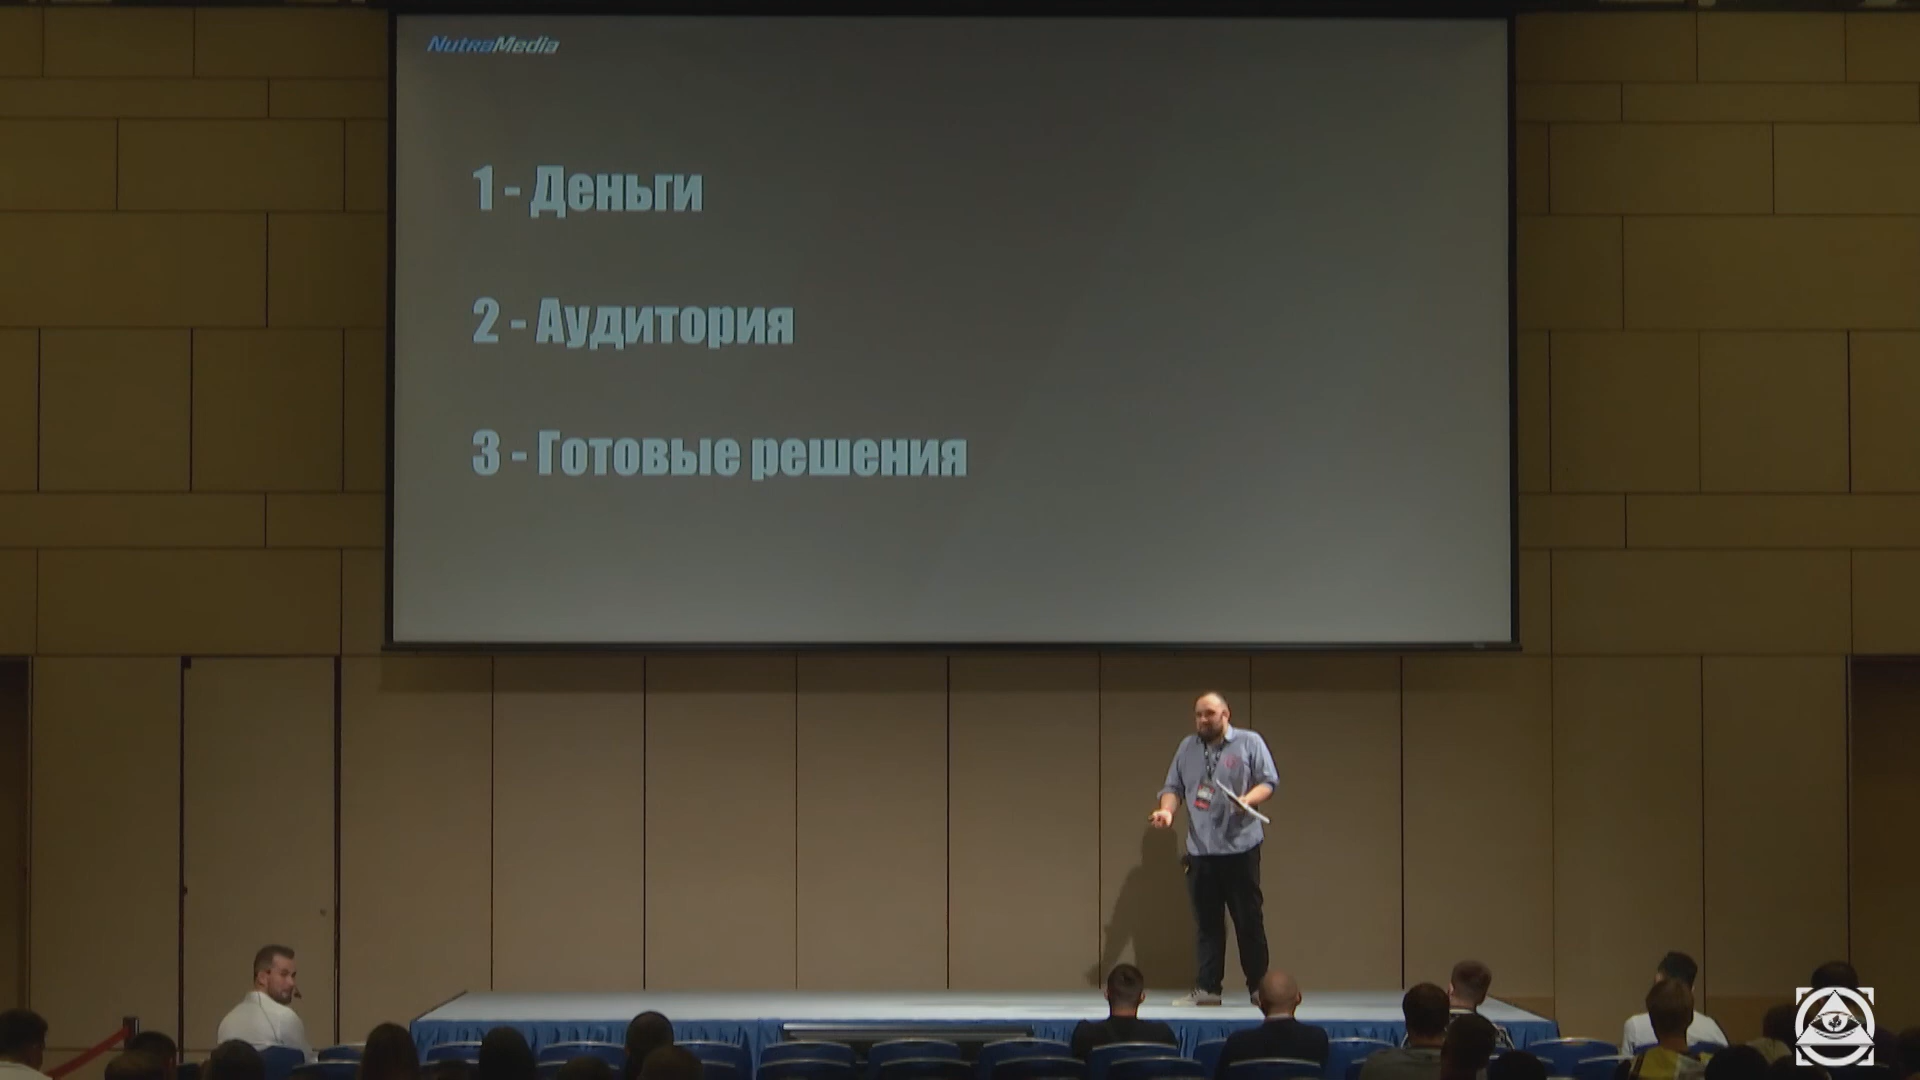 NutraMedia
1 - Деньги
2 - Аудитория
3 - Готовые решения